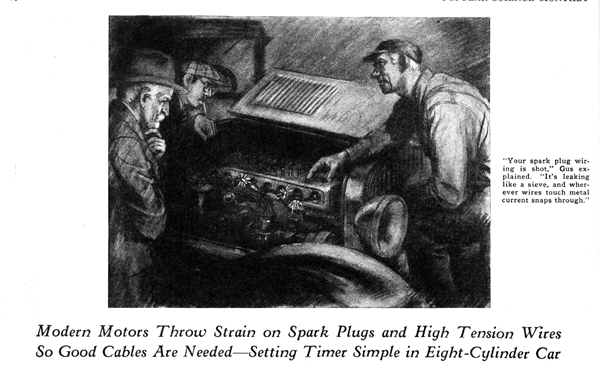 "Your spark plug wir-
ing is shot," Gus ex-
plained. "It's leaking
like a sieve, and wher-
ever wires touch metal
current snaps through."
Modern Motors Throw Strain on Spark Plugs and High Tension Wires
So Good Cables Are Needed—Setting Timer Simple in Eight-Cylinder Car